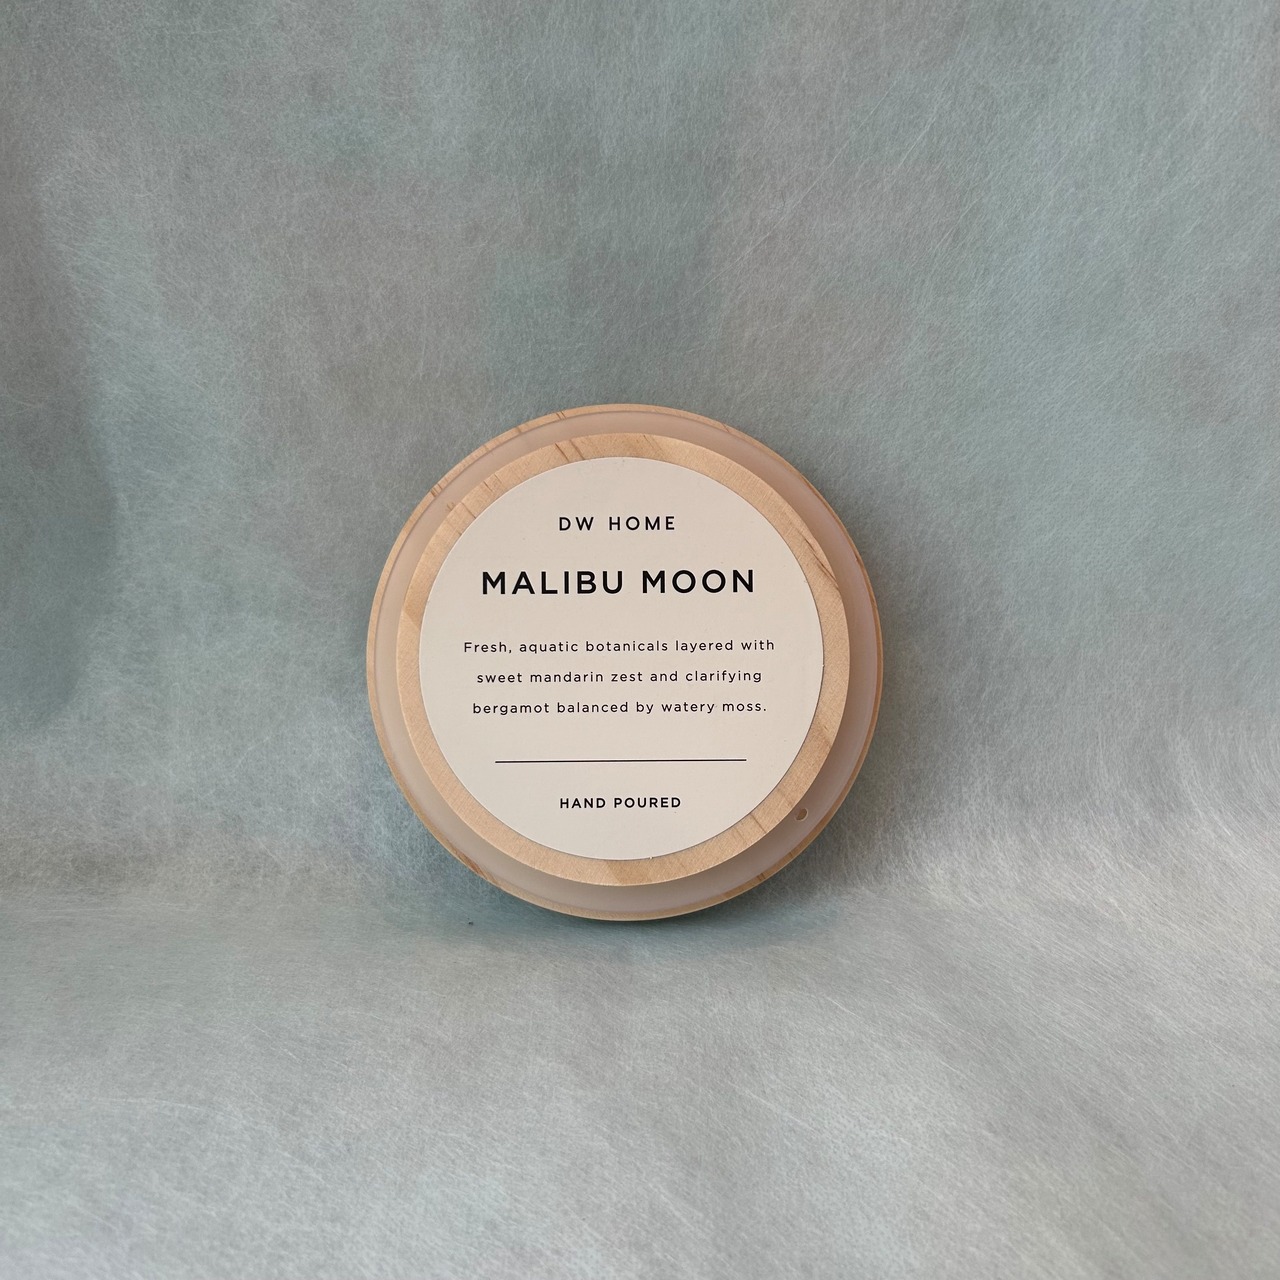 DW HOME
MALIBU MOON
Fresh, aquatic botanicals layered with
sweet mandarin zest and clarifying
bergamot balanced by watery moss.
HAND POURED